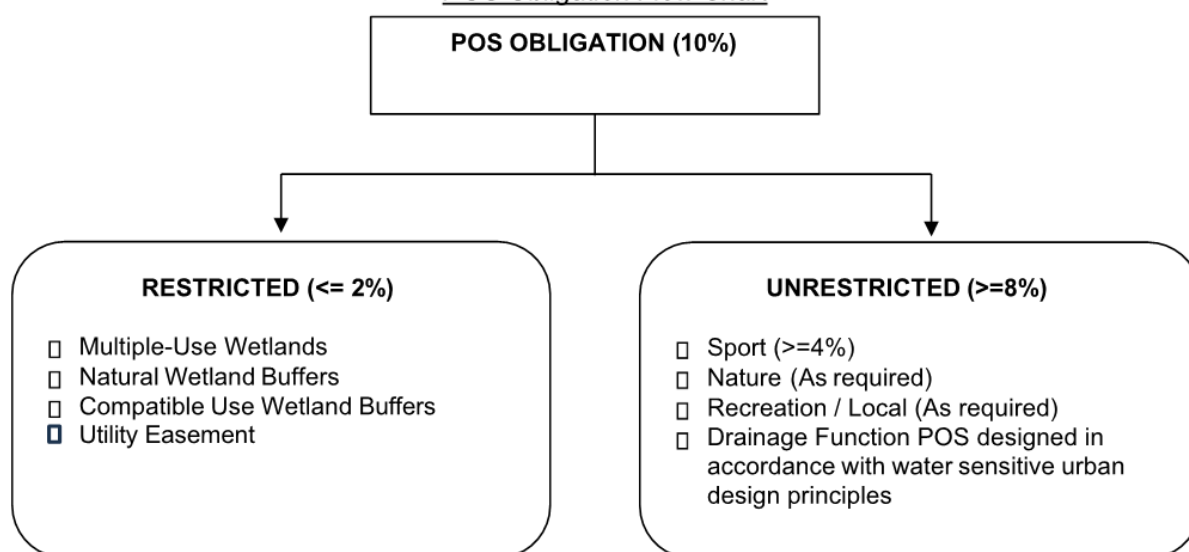 POS OBLIGATION (10%)
RESTRICTED (<= 2%)
Multiple-Use Wetlands
Natural Wetland Buffers
Compatible Use Wetland Buffers
Utility Easement
UNRESTRICTED (>=8%)
Sport (>=4%)
Nature (As required)
Recreation / Local (As required)
Drainage Function POS designed in
accordance with water sensitive urban
design principles